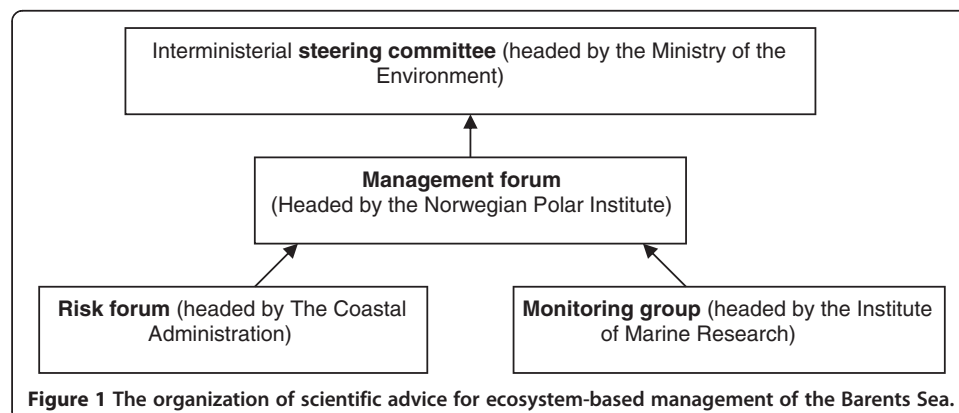 Interministerial steering committee (headed by the Ministry of the
Environment)
Management forum
(Headed by the Norwegian Polar Institute)
Risk forum (headed by The Coastal
Administration)
Monitoring group (headed by the Institute
of Marine Research)
Figure 1 The organization of scientific advice for ecosystem-based management of the Barents Sea.